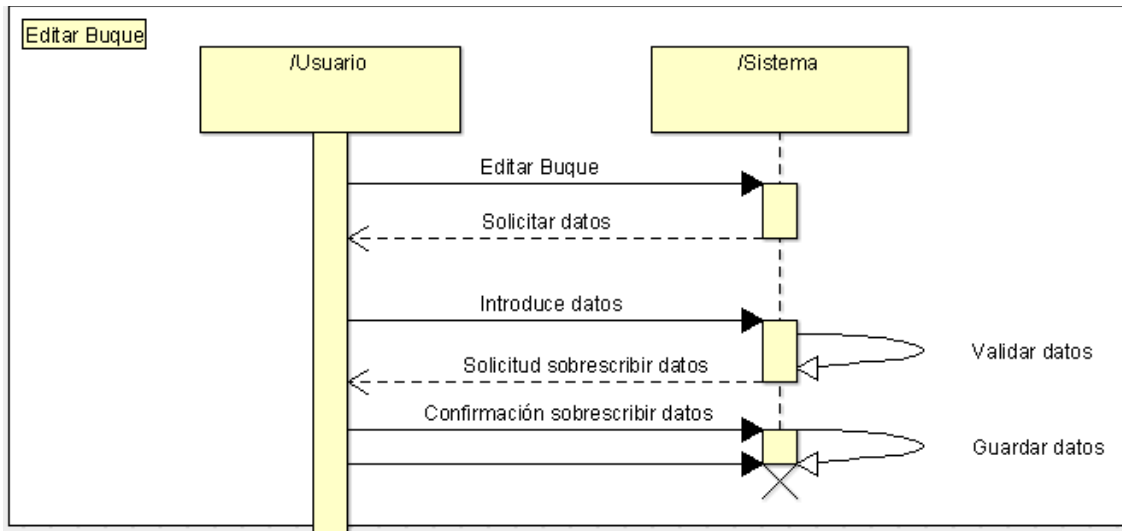 Editar Buque
/Usuario
/Sistema
Editar Buque
Solicitar datos
Introduce datos
Validar datos
Solicitud sobrescribir datos
Confirmación sobrescribir datos
Guardar datos